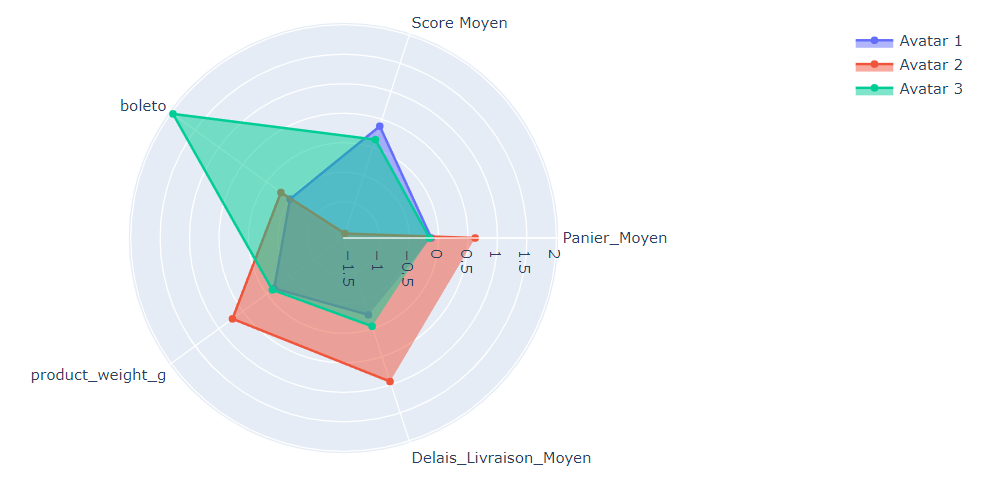 Score Moyen
boleto
Panier_Moyen
−1.5
−1
−0.5
0
0.5
1
1.5
2
product_weight_g
Delais_Livraison_Moyen
Avatar 1
Avatar 2
Avatar 3